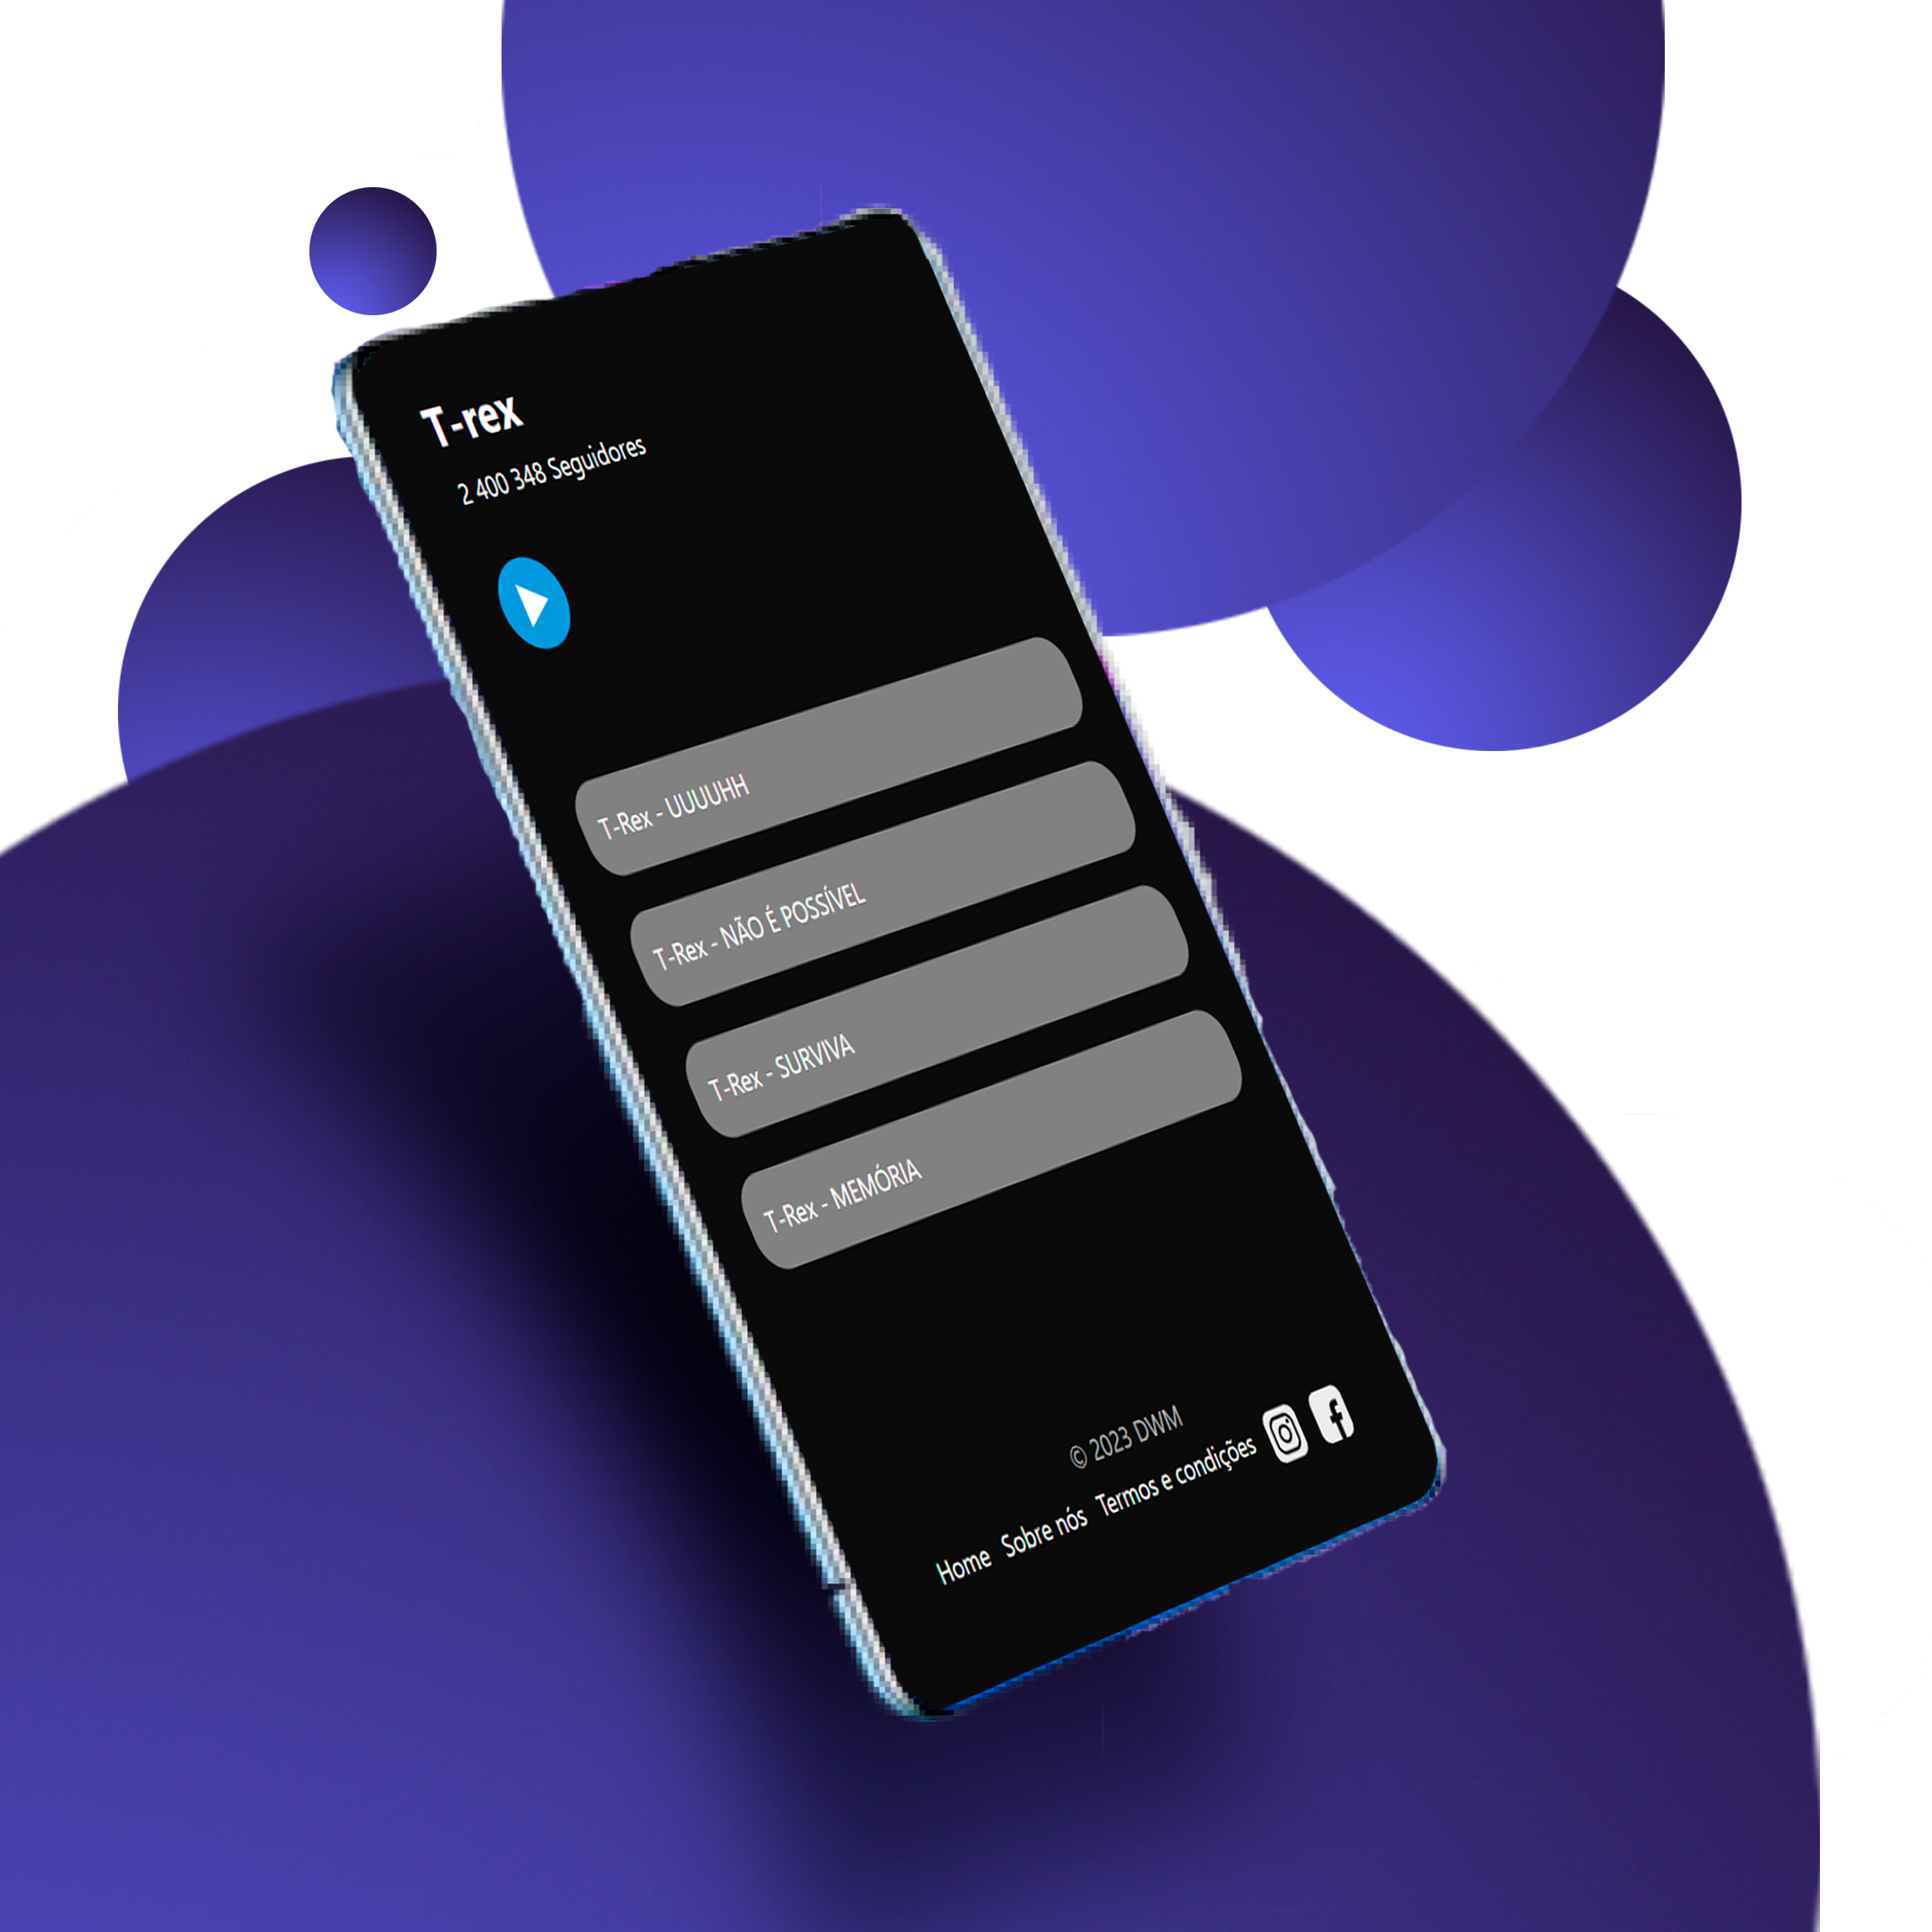 T-rex
2 400 348 Seguidores
T-Rex - UUUUHH
T-Rex - NÃO É POSSÍVEL
T-Rex - SURVIVA
T-Rex - MEMÓRIA
© 2023 DWM
Home Sobre nós Termos e condições